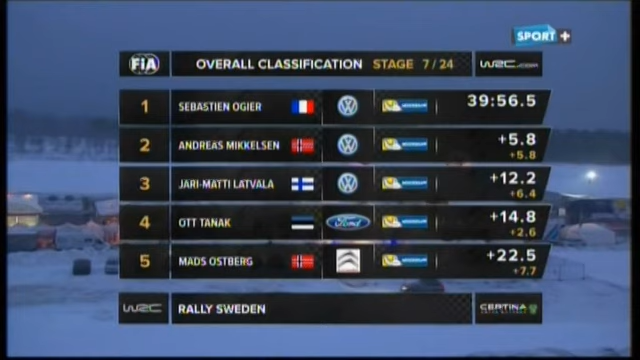 SPORT +
FIA OVERALL CLASSIFICATION STAGE 7 / 24 WRC.COM
1 SEBASTIEN OGIER 39:56.5
2 ANDREAS MIKKELSEN +5.8
+5.8
3 JARI-MATTI LATVALA +12.2
+6.4
4 OTT TANAK Ford +14.8
+2.6
5 MADS OSTBERG +22.5
+7.7
WRC RALLY SWEDEN CERTINA